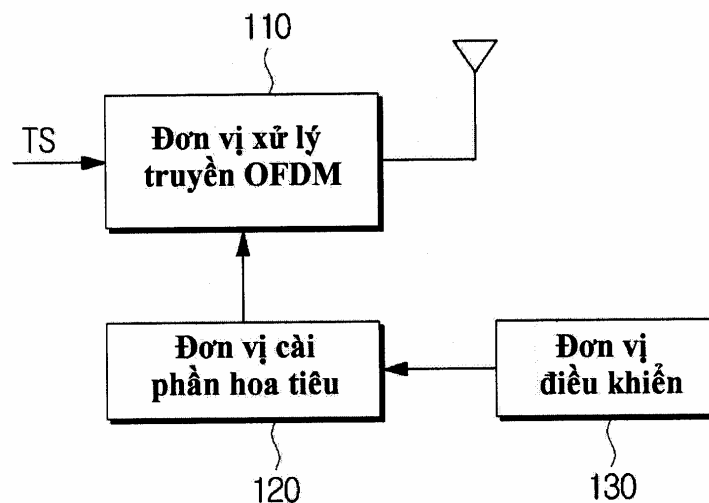 110
TS
Đơn vị xử lý
truyền OFDM
Đơn vị cài
phần hoa tiêu
Đơn vị
điều khiển
120
130